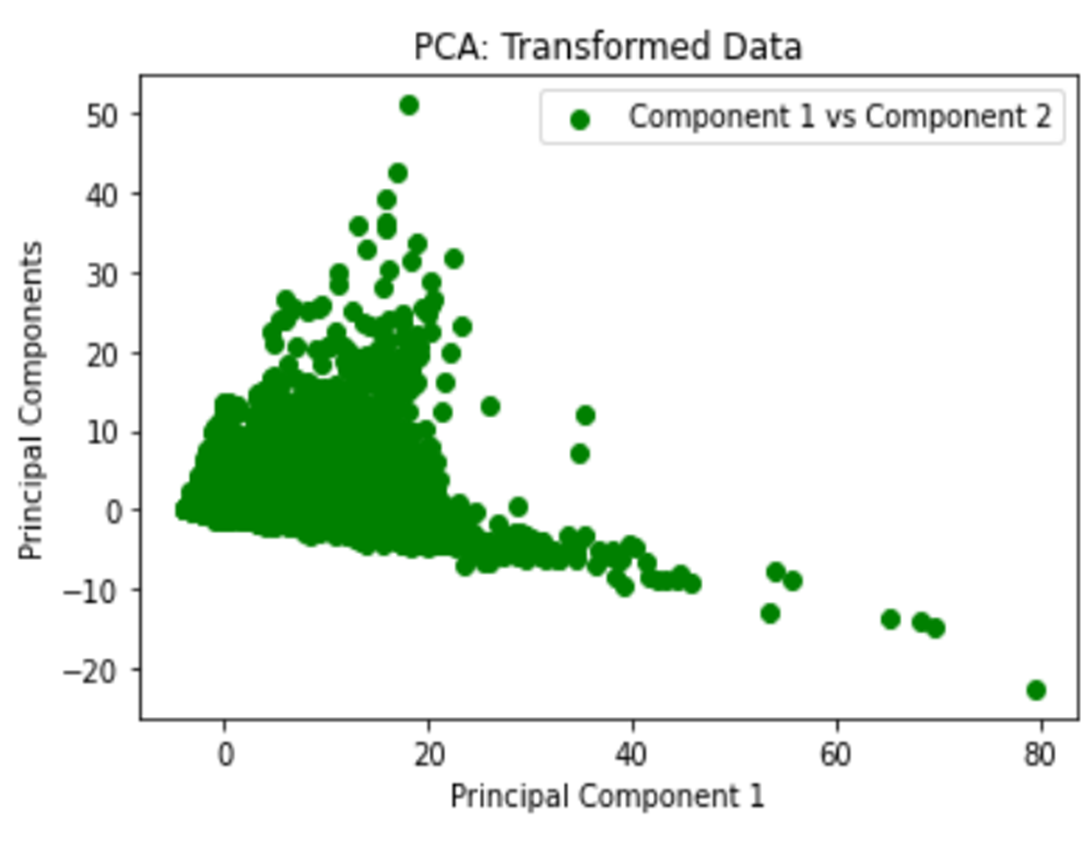 PCA: Transformed Data
Component 1 vs Component 2
50
40
30
20
10
0
−10
−20
Principal Components
0 20 40 60 80
Principal Component 1